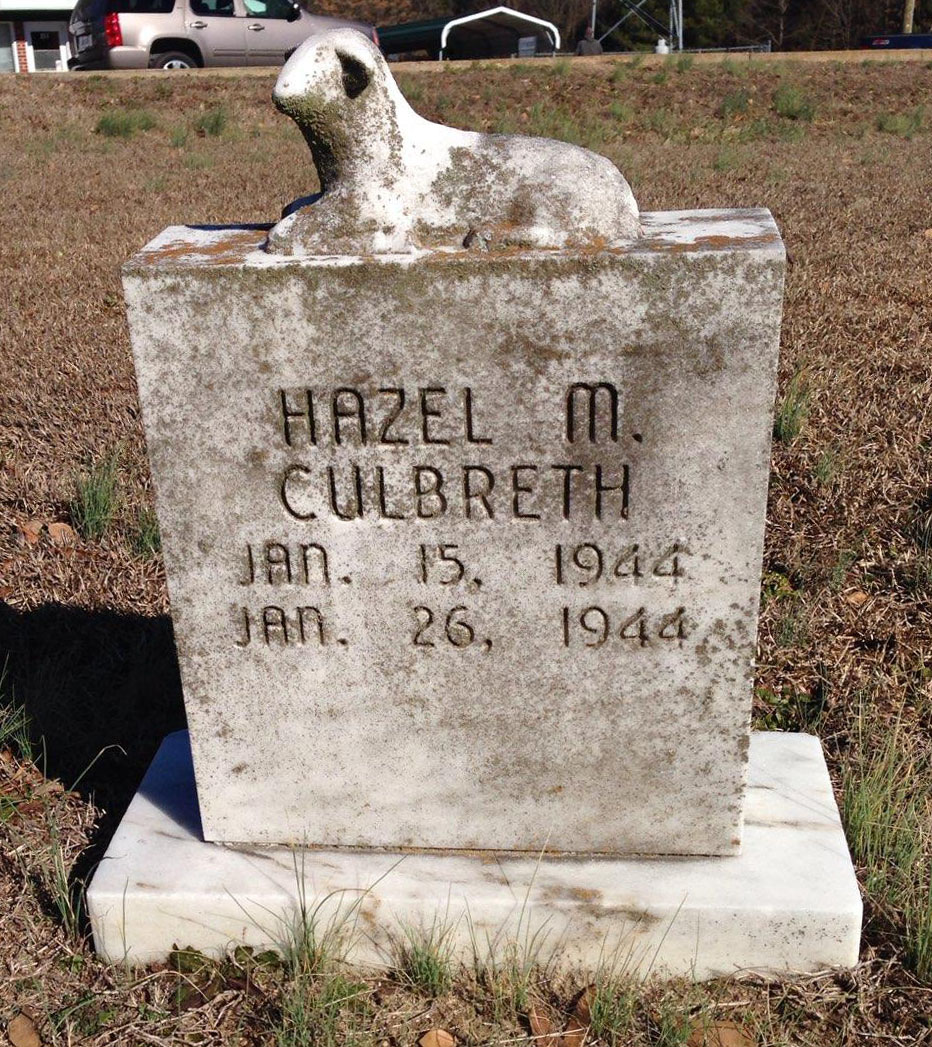 HAZEL M.
CULBRETH
JAN. 15, 1944
JAN. 26, 1944